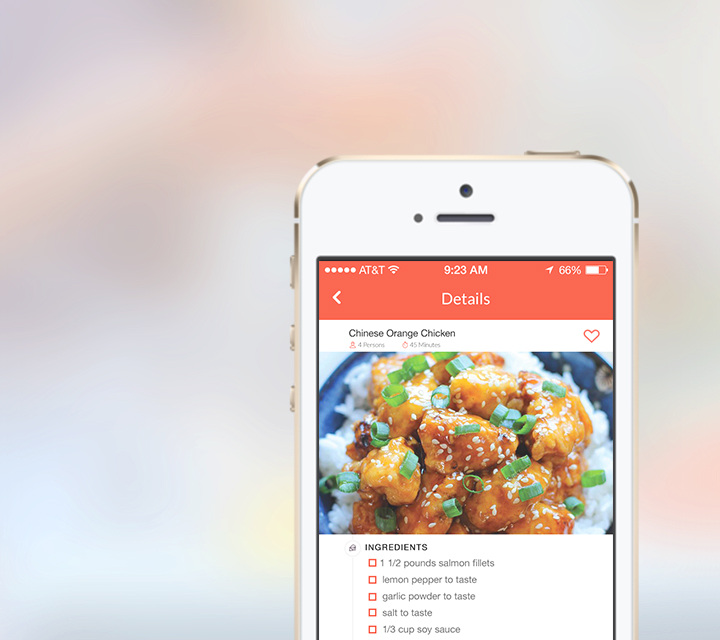 AT&T 9:23 AM 66%
Details
Chinese Orange Chicken
4 Persons 45 Minutes
INGREDIENTS
1 1/2 pounds salmon fillets
lemon pepper to taste
garlic powder to taste
salt to taste
1/3 cup soy sauce